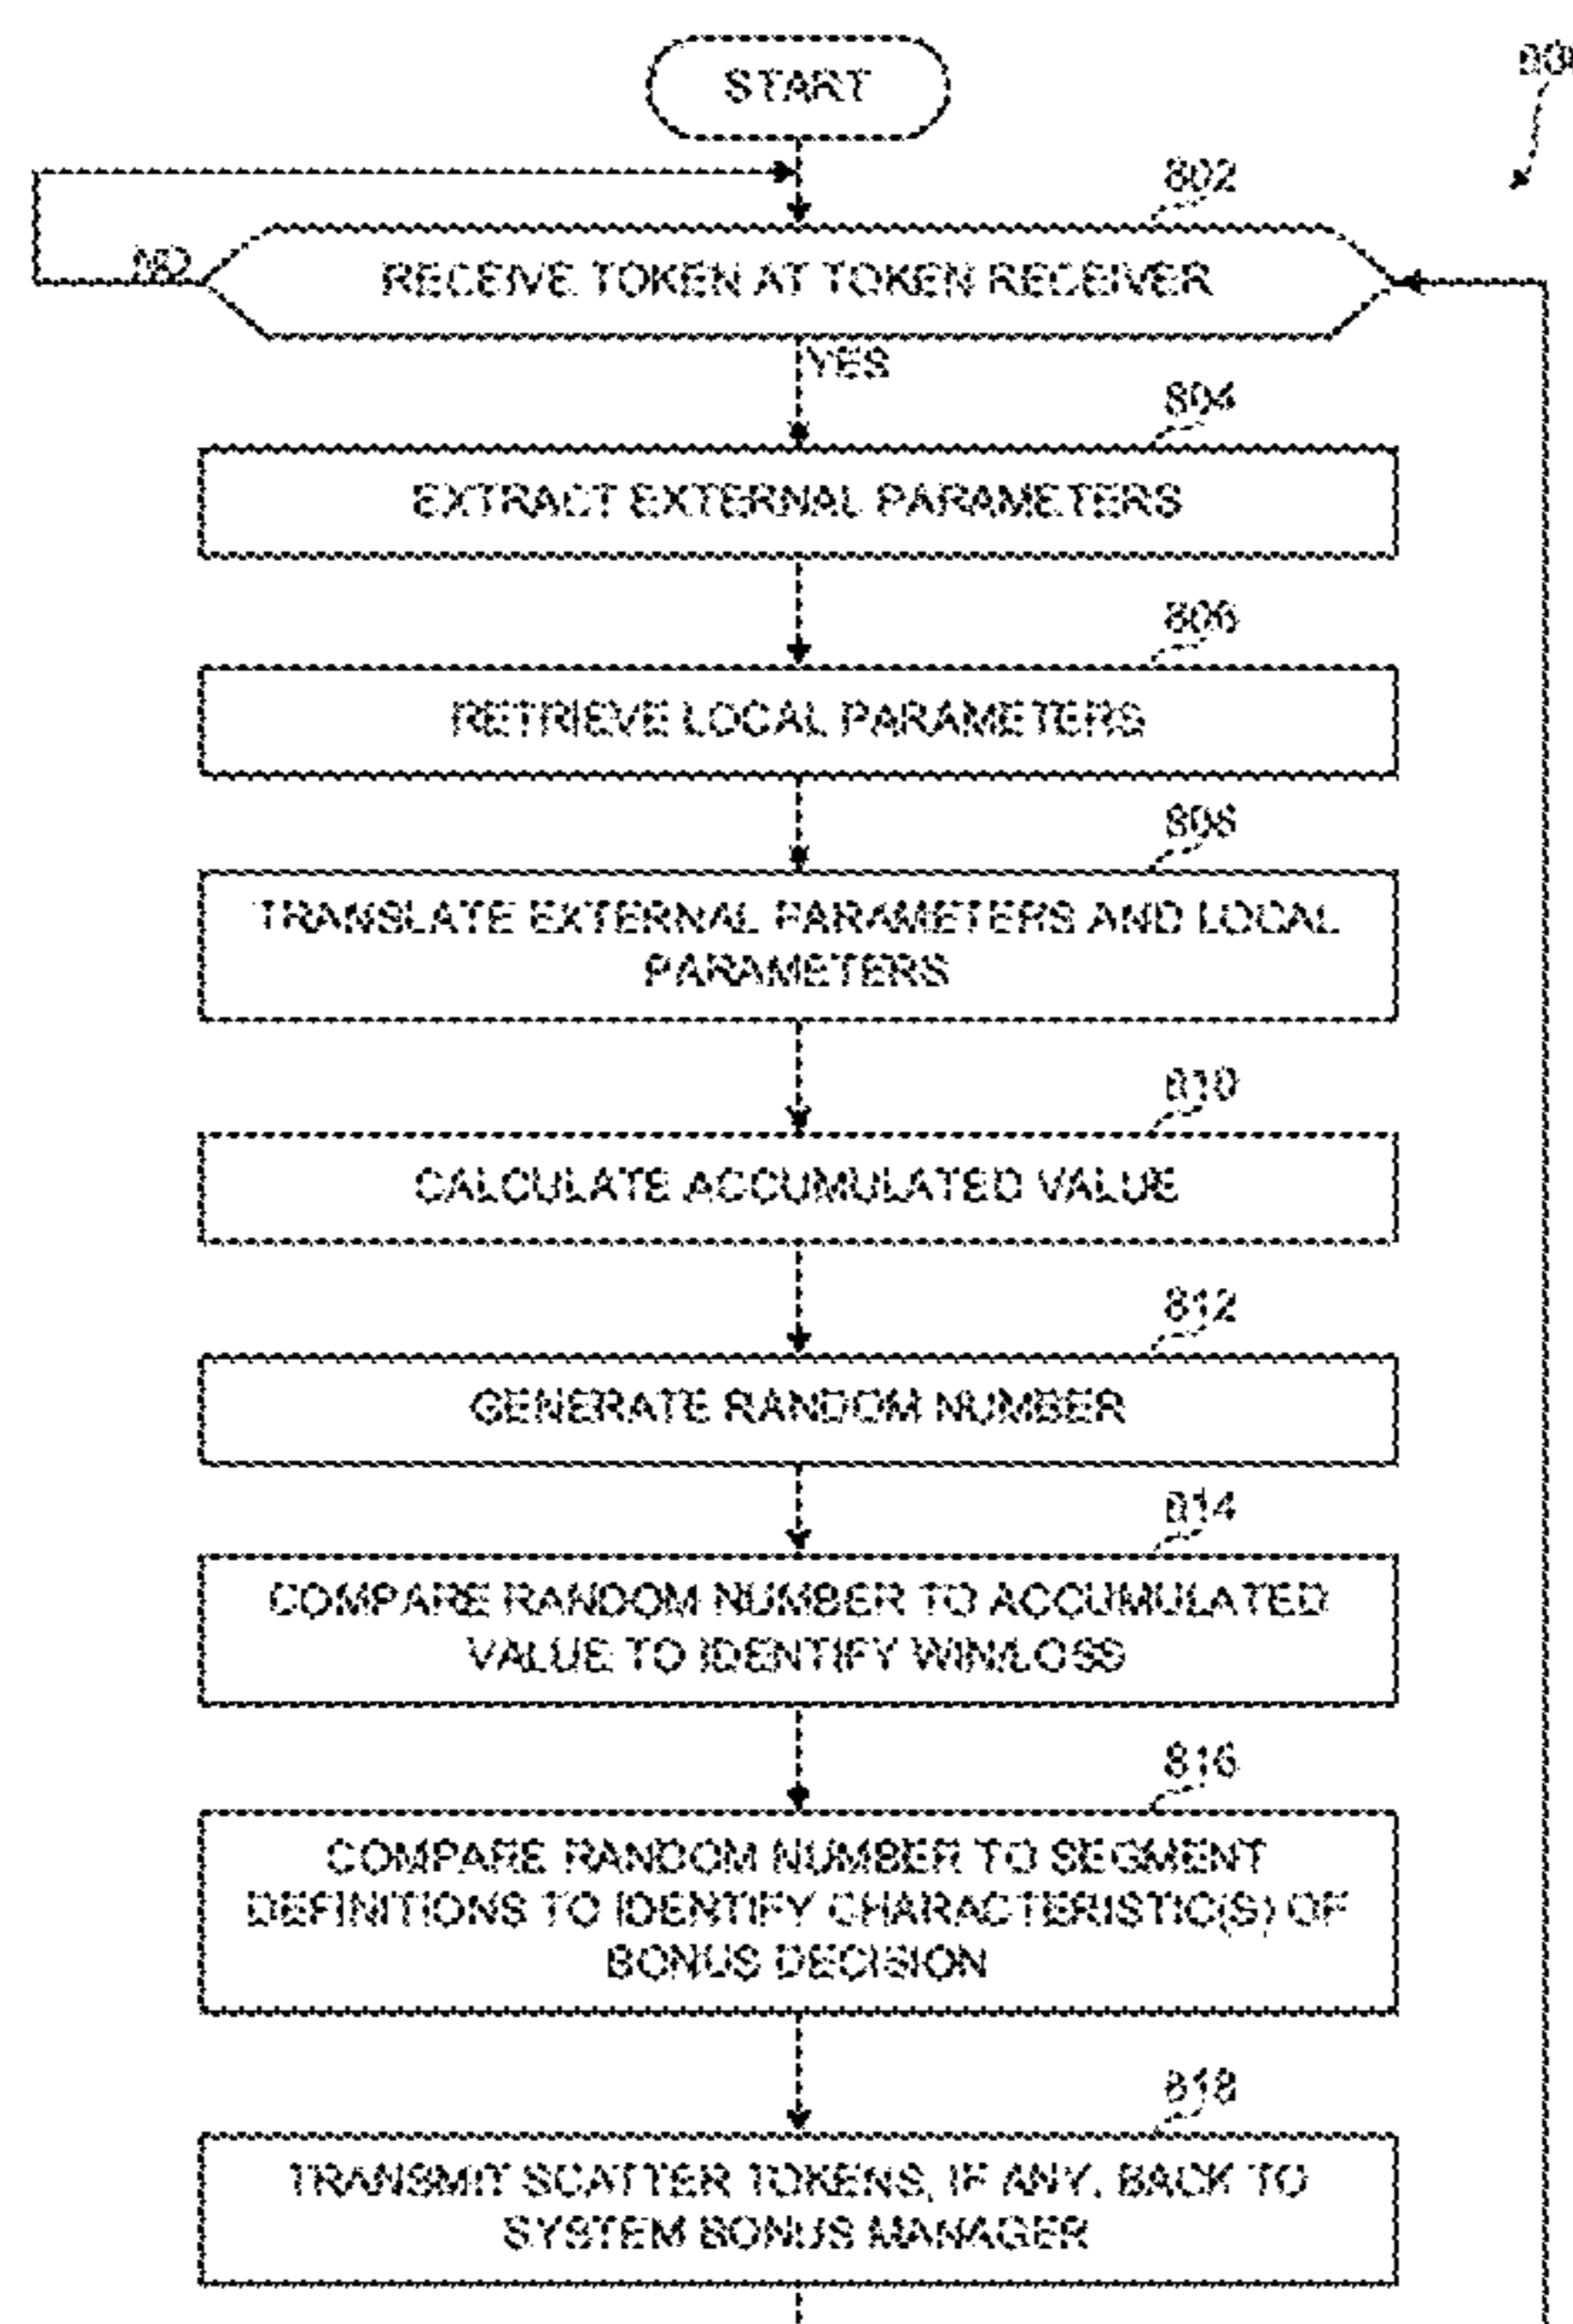 START
802
NO
RECEIVE TOKEN AT TOKEN RECEIVER
YES
804
EXTRACT EXTERNAL PARAMETERS
806
RETRIEVE LOCAL PARAMETERS
808
TRANSLATE EXTERNAL PARAMETERS AND LOCAL
PARAMETERS
810
CALCULATE ACCUMULATED VALUE
812
GENERATE RANDOM NUMBER
814
COMPARE RANDOM NUMBER TO ACCUMULATED
VALUE TO IDENTIFY WIN/LOSS
816
COMPARE RANDOM NUMBER TO SEGMENT
DEFINITIONS TO IDENTIFY CHARACTERISTIC(S) OF
BONUS DECISION
818
TRANSMIT SCATTER TOKENS, IF ANY, BACK TO
SYSTEM BONUS MANAGER